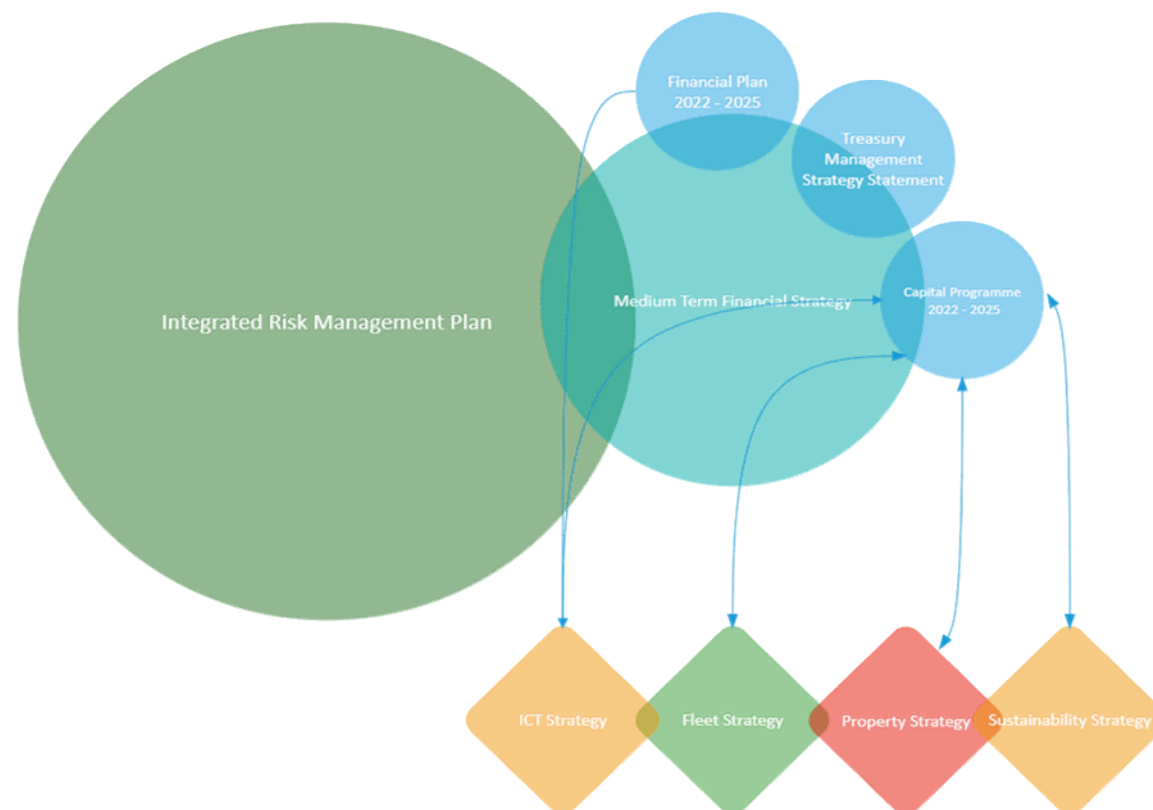 Financial Plan
2022 - 2025
Treasury
Management
Strategy Statement
Integrated Risk Management Plan
Medium Term Financial Strategy
Capital Programme
2022 - 2025
ICT Strategy
Fleet Strategy
Property Strategy
Sustainability Strategy